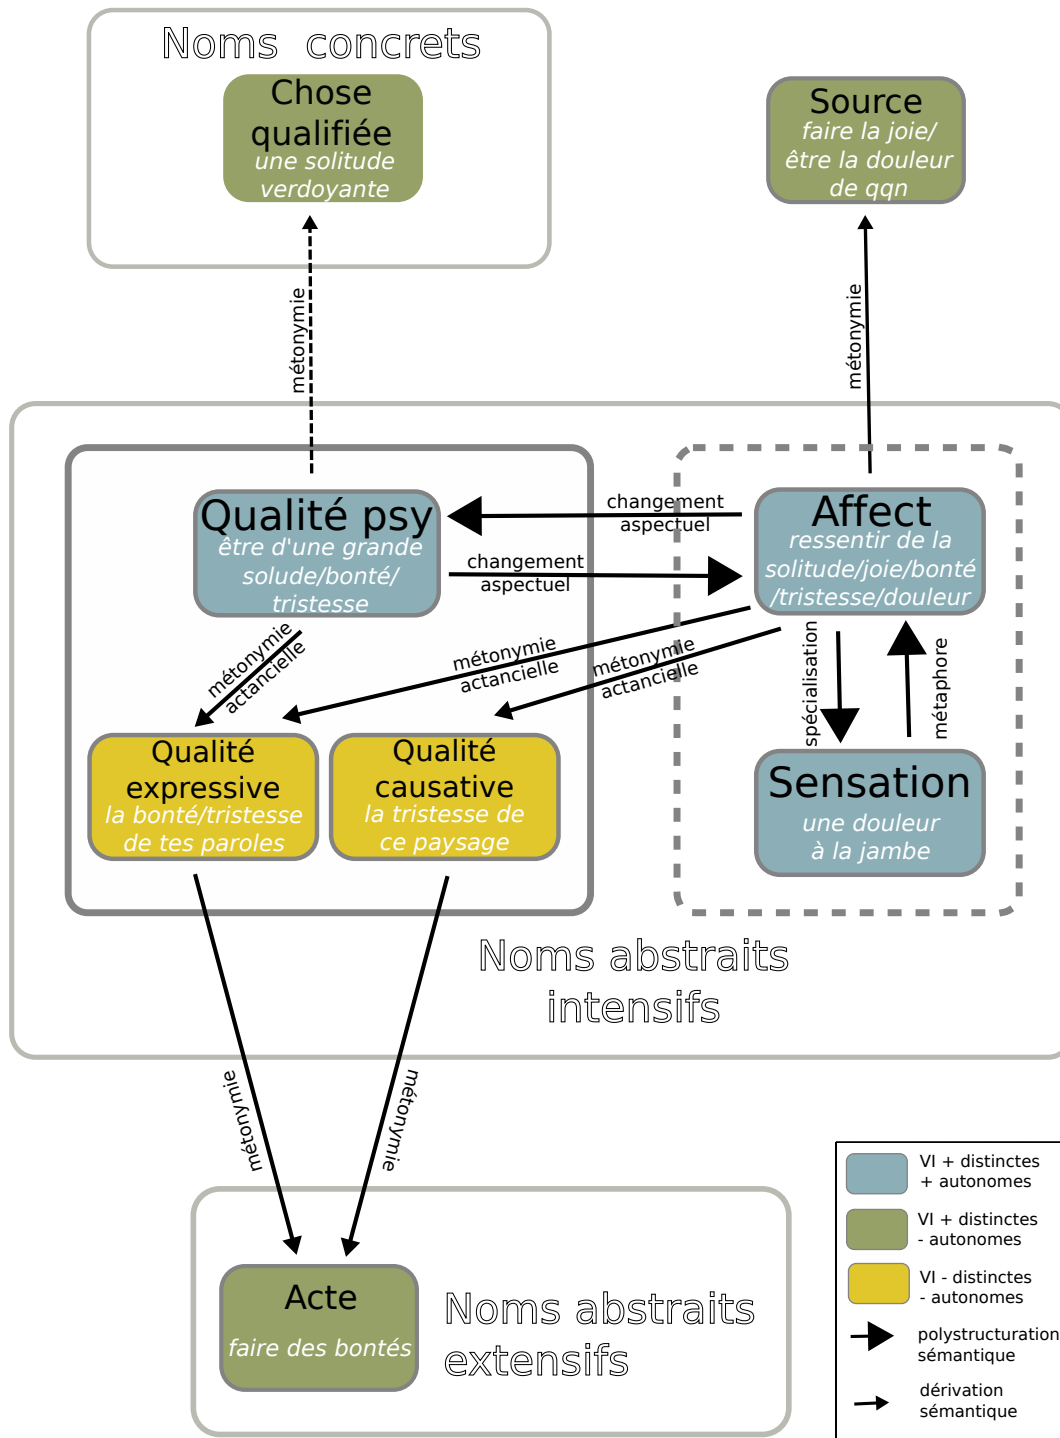 Noms concrets
Chose
qualifiée
une solitude
verdoyante
Source
faire la joie/
être la douleur
de qqn
métonymie
métonymie
Qualité psy
être d'une grande
solude/bonté/
tristesse
changement
aspectuel
changement
aspectuel
Affect
ressentir de la
solitude/joie/bonté
/tristesse/douleur
métonymie
actancielle
métonymie
actancielle
métonymie
actancielle
spécialisation
métaphore
Qualité
expressive
la bonté/tristesse
de tes paroles
Qualité
causative
la tristesse de
ce paysage
Sensation
une douleur
à la jambe
Noms abstraits
intensifs
métonymie
métonymie
Acte
faire des bontés
Noms abstraits
extensifs
VI + distinctes
+ autonomes
VI + distinctes
- autonomes
VI - distinctes
- autonomes
polystructuration
sémantique
dérivation
sémantique